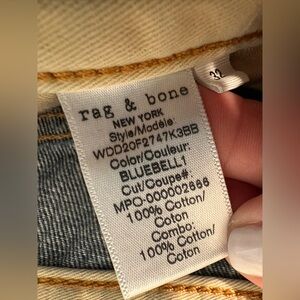 32
rag & bone
NEW YORK
Style/Modèle:
WDD20F2747K3BB
Color/Couleur:
BLUEBELL1
Cut/Coupe#:
MPO-000002666
100% Cotton/
Coton
Combo:
100% Cotton/
Coton